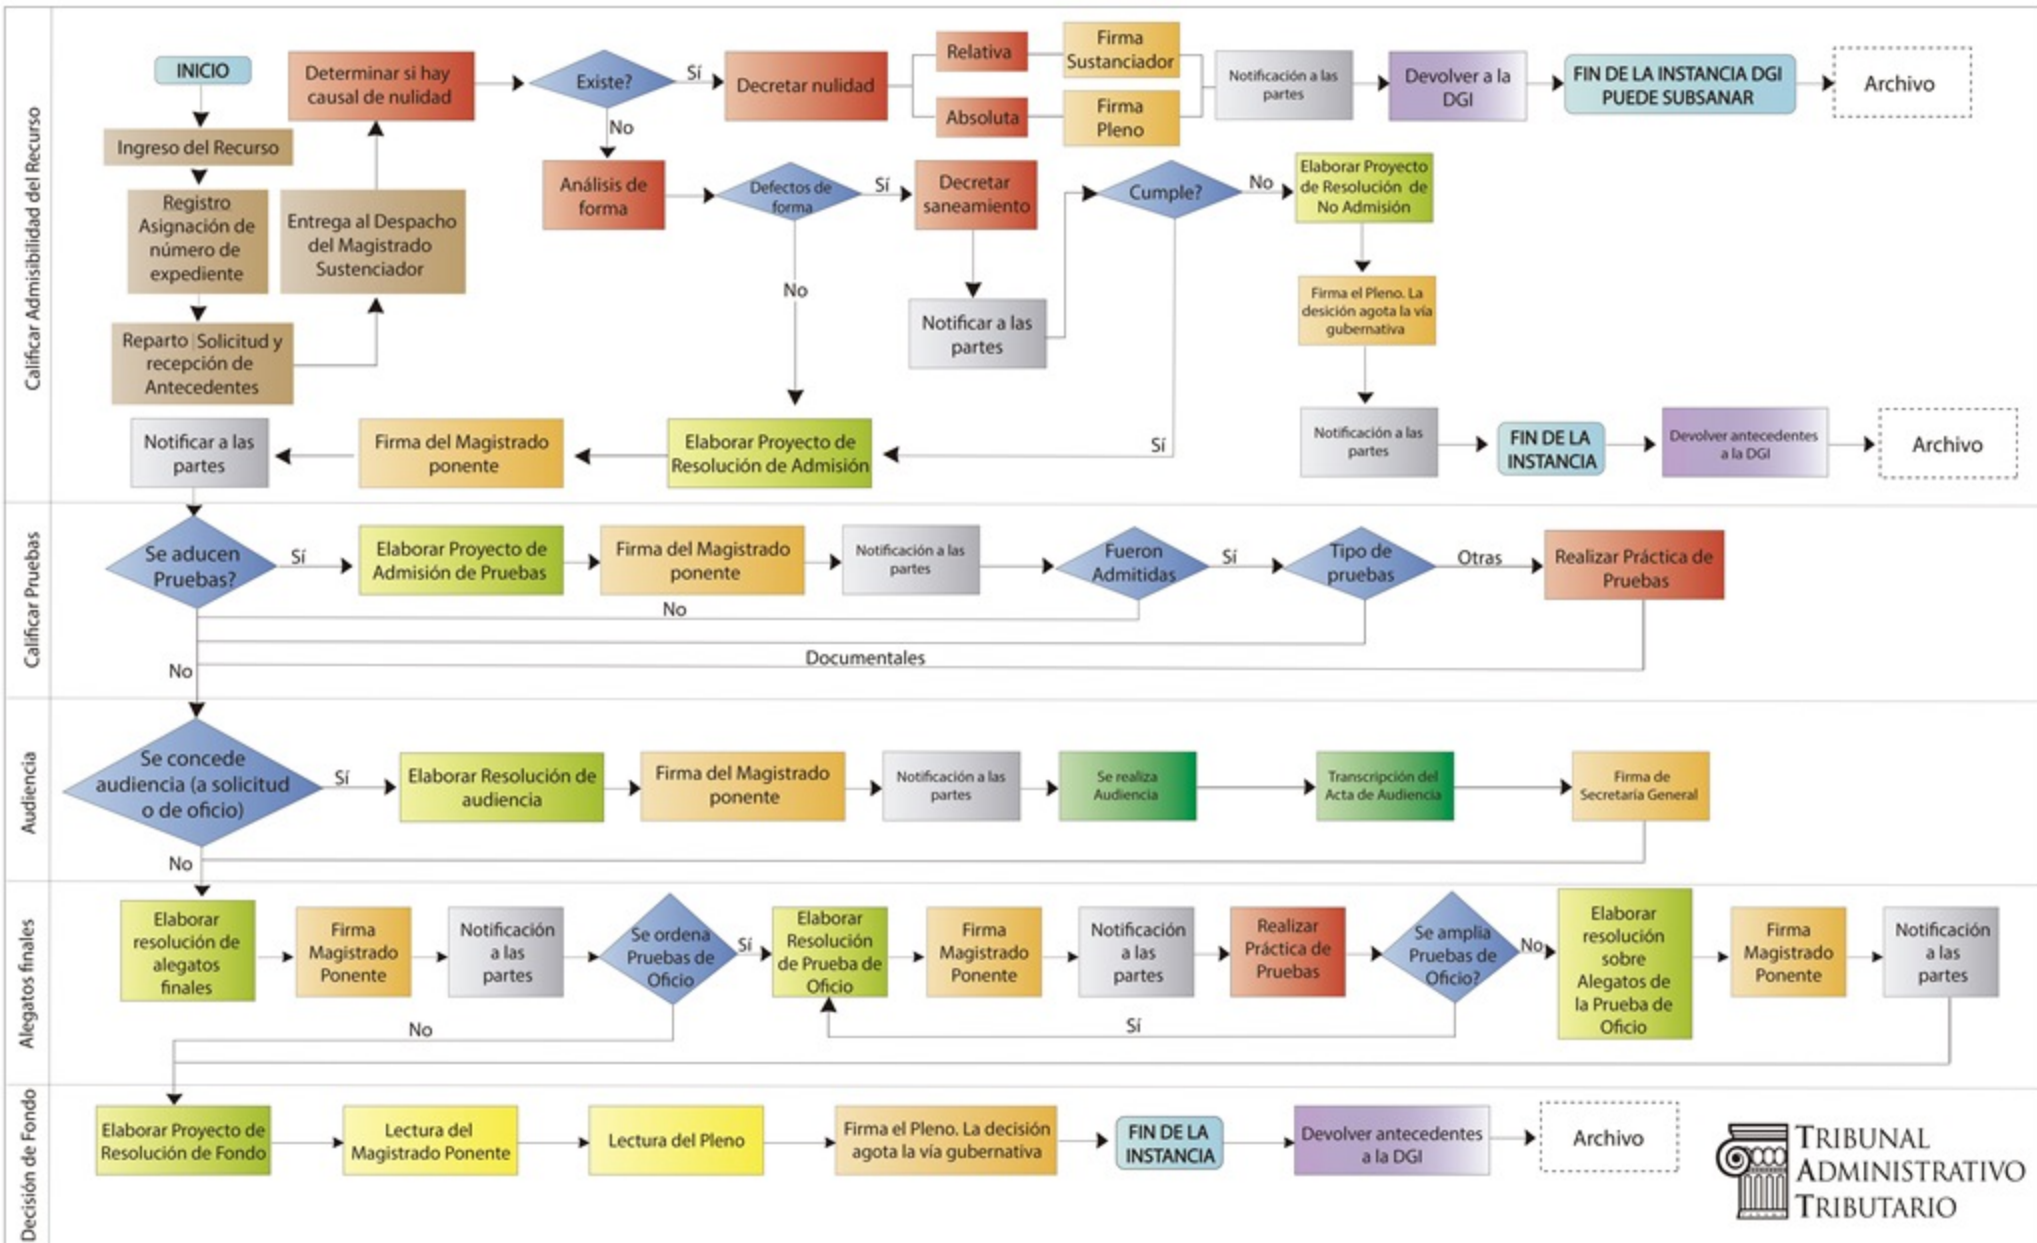 Calificar Admisibilidad del Recurso
INICIO
Ingreso del Recurso
Registro
Asignación de
número de
expediente
Reparto Solicitud y
recepción de
Antecedentes
Entrega al Despacho
del Magistrado
Sustenciador
Determinar si hay
causal de nulidad
Existe?
Sí
No
Decretar nulidad
Relativa
Absoluta
Firma
Sustanciador
Firma
Pleno
Notificación a las
partes
Devolver a la
DGI
FIN DE LA INSTANCIA DGI
PUEDE SUBSANAR
Archivo
Análisis de
forma
Defectos de
forma
Sí
No
Decretar
saneamiento
Notificar a las
partes
Cumple?
No
Sí
Elaborar Proyecto
de Resolución de
No Admisión
Firma el Pleno. La
desición agota la vía
gubernativa
Notificación a las
partes
FIN DE LA
INSTANCIA
Devolver antecedentes
a la DGI
Archivo
Elaborar Proyecto de
Resolución de Admisión
Firma del Magistrado
ponente
Notificar a las
partes
Calificar Pruebas
Se aducen
Pruebas?
Sí
Elaborar Proyecto de
Admisión de Pruebas
Firma del Magistrado
ponente
Notificación a las
partes
Fueron
Admitidas
Sí
Tipo de
pruebas
Otras
Realizar Práctica de
Pruebas
No
Documentales
No
Audiencia
Se concede
audiencia (a solicitud
o de oficio)
Sí
Elaborar Resolución de
audiencia
Firma del Magistrado
ponente
Notificación a las
partes
Se realiza
Audiencia
Transcripción del
Acta de Audiencia
Firma de
Secretaría General
No
Alegatos finales
Elaborar
resolución de
alegatos
finales
Firma
Magistrado
Ponente
Notificación
a las
partes
Se ordena
Pruebas de
Oficio
Sí
Elaborar
Resolución
de Prueba de
Oficio
Firma
Magistrado
Ponente
Notificación
a las
partes
Realizar
Práctica de
Pruebas
Se amplia
Pruebas de
Oficio?
No
Elaborar
resolución
sobre
Alegatos de
la Prueba de
Oficio
Firma
Magistrado
Ponente
Notificación
a las
partes
No
Sí
Decisión de Fondo
Elaborar Proyecto de
Resolución de Fondo
Lectura del
Magistrado Ponente
Lectura del Pleno
Firma el Pleno. La decisión
agota la vía gubernativa
FIN DE LA
INSTANCIA
Devolver antecedentes
a la DGI
Archivo
TRIBUNAL
ADMINISTRATIVO
TRIBUTARIO